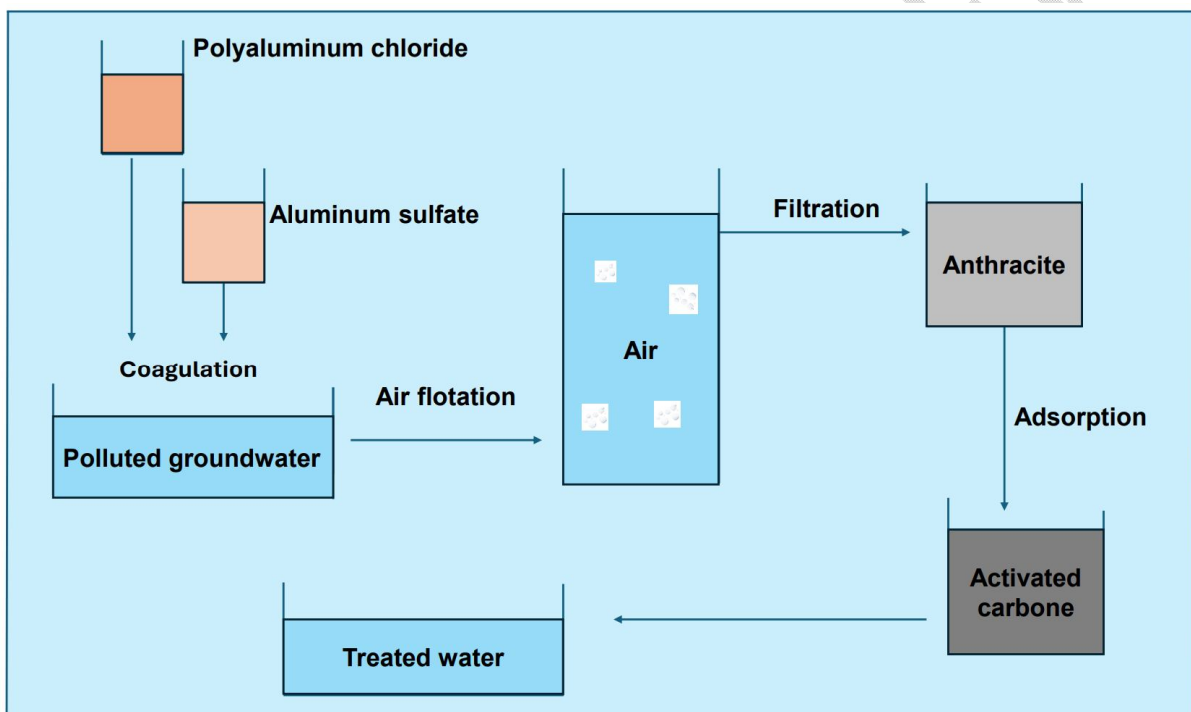 Polyaluminum chloride
Aluminum sulfate
Coagulation
Polluted groundwater
Air flotation
Air
Filtration
Anthracite
Adsorption
Activated
carbone
Treated water